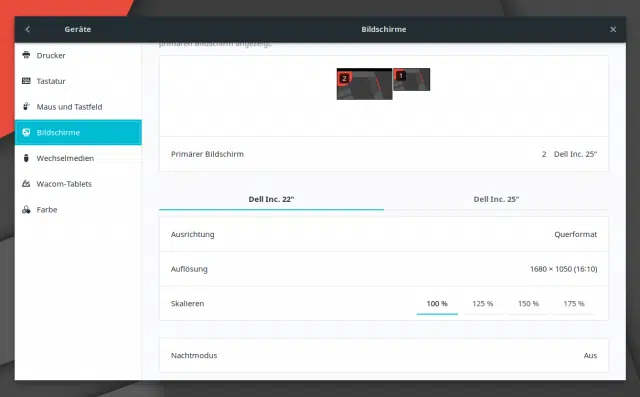 Geräte
Bildschirme
Drucker
Tastatur
Maus und Tastfeld
Bildschirme
Wechselmedien
Wacom-Tablets
Farbe
primären Bildschirm angezeigt.
2
1
Primärer Bildschirm 2 Dell Inc. 25"
Dell Inc. 22" Dell Inc. 25"
Ausrichtung Querformat
Auflösung 1680 × 1050 (16∶10)
Skalieren 100 % 125 % 150 % 175 %
Nachtmodus Aus